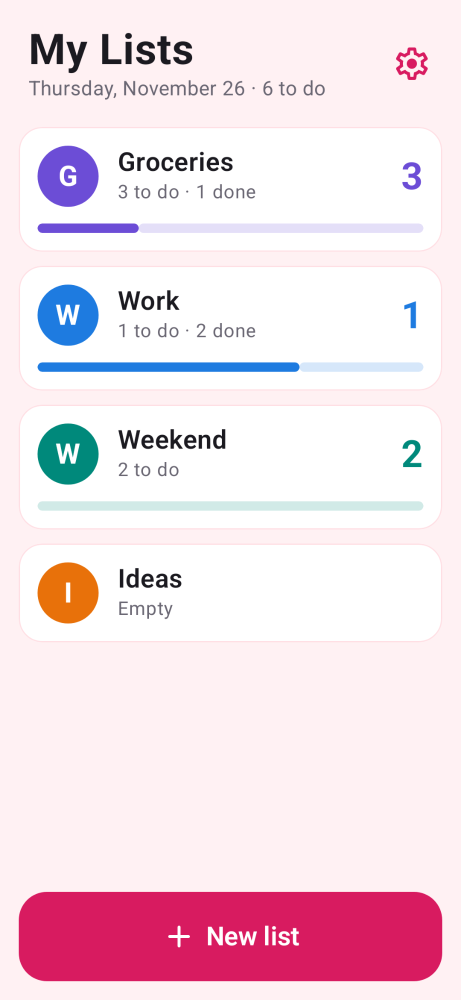 My Lists
Thursday, November 26 · 6 to do
G
Groceries
3 to do · 1 done
3
W
Work
1 to do · 2 done
1
W
Weekend
2 to do
2
I
Ideas
Empty
New list